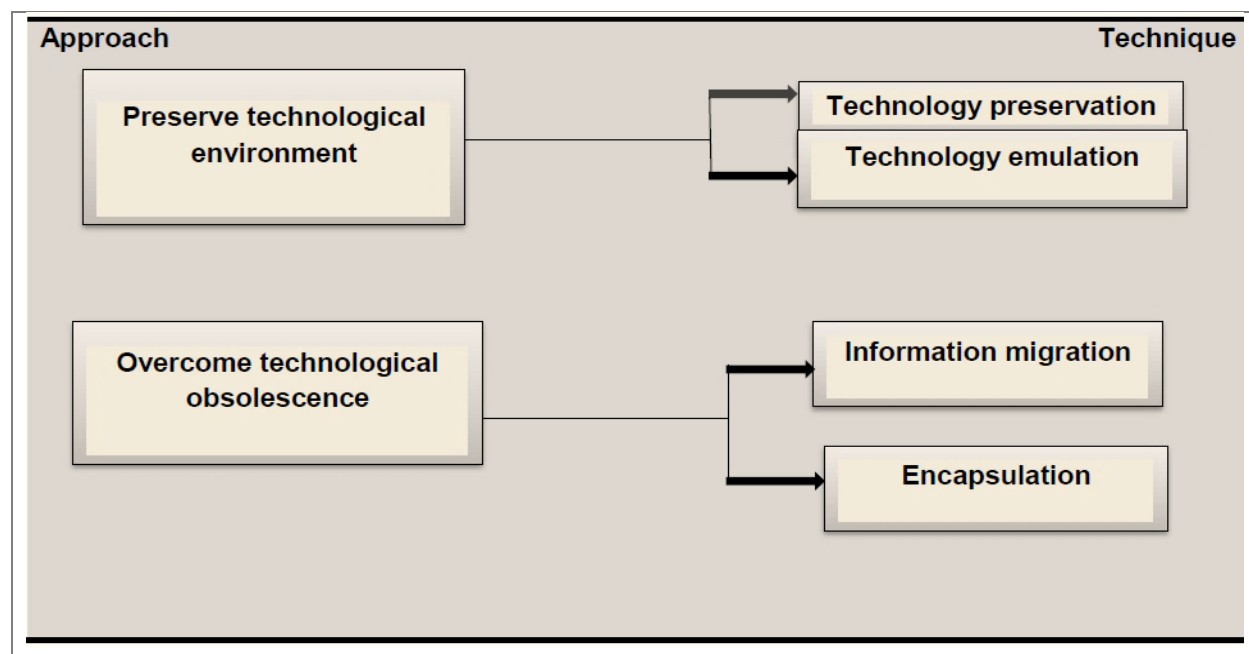 Approach
Technique
Preserve technological
environment
Technology preservation
Technology emulation
Overcome technological
obsolescence
Information migration
Encapsulation